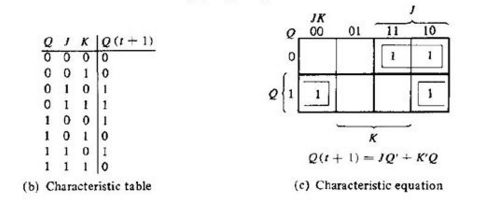 Q J K Q(t + 1)
0 0 0 0
0 0 1 0
0 1 0 1
0 1 1 1
1 0 0 1
1 0 1 0
1 1 0 1
1 1 1 0
(b) Characteristic table
J
JK
Q 00 01 11 10
0 1 1
Q 1 1 1
K
Q(t + 1) = JQ' + K'Q
(c) Characteristic equation